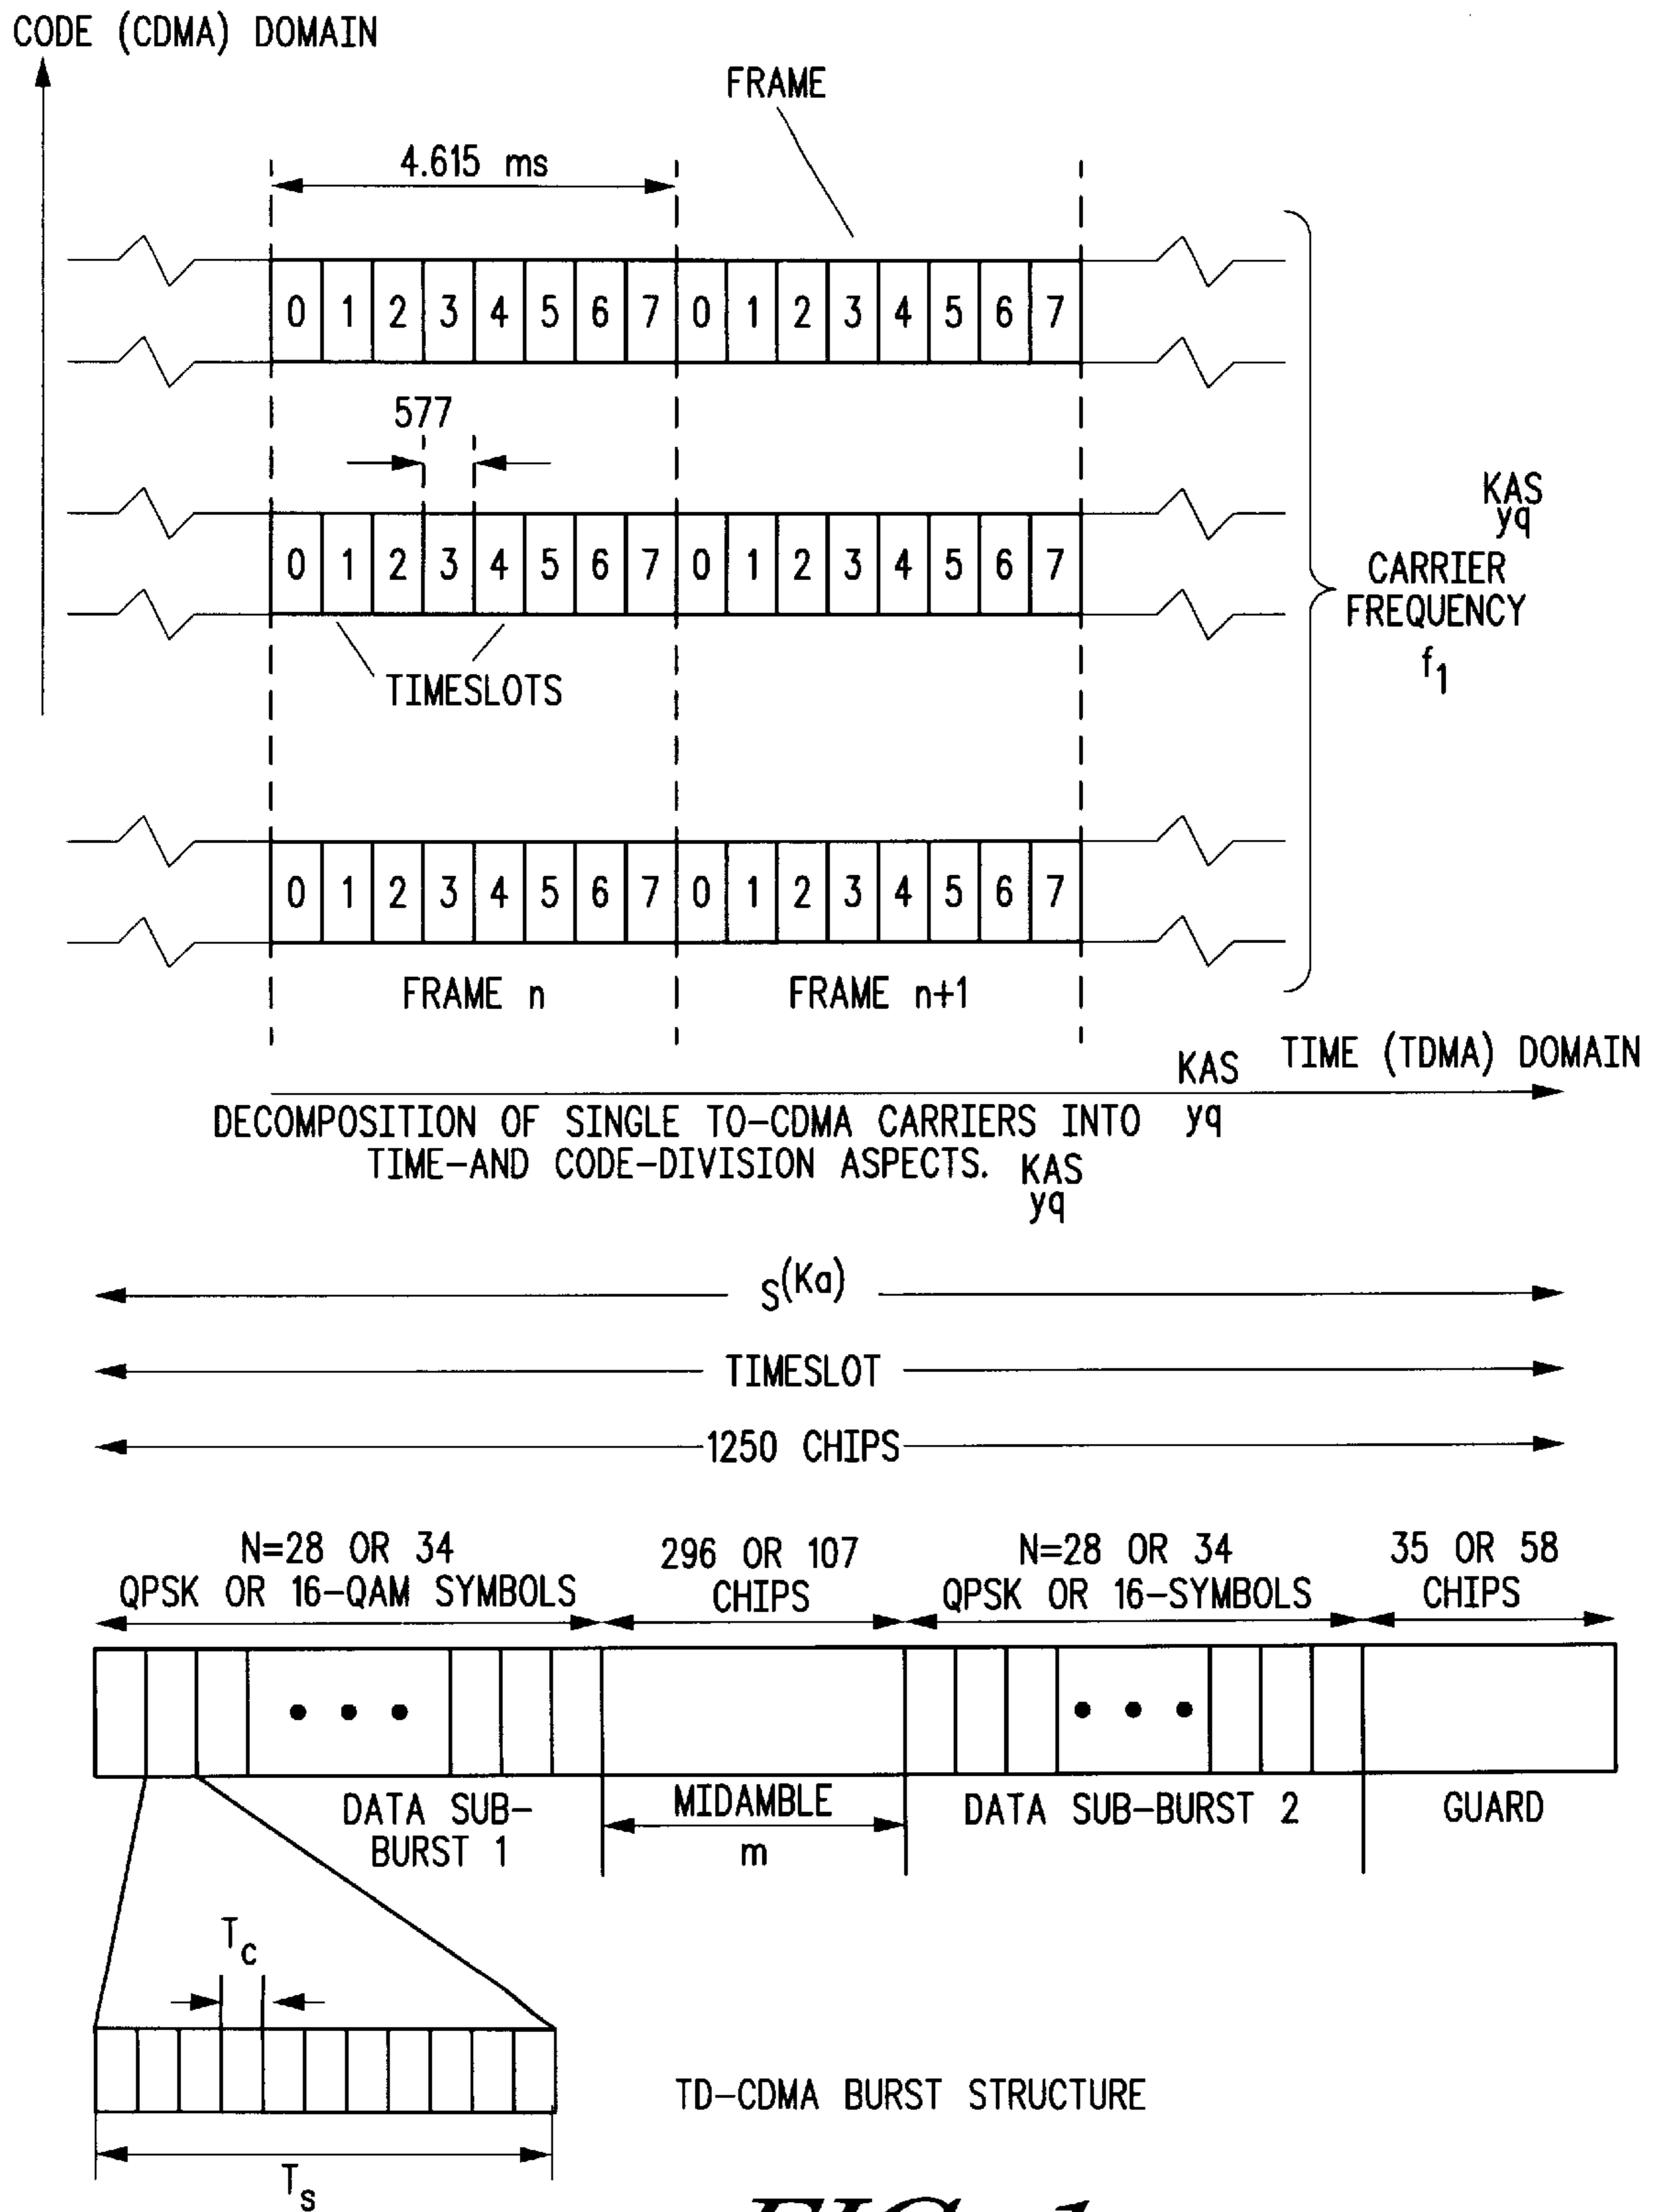 CODE (CDMA) DOMAIN
FRAME
4.615 ms
0 1 2 3 4 5 6 7 0 1 2 3 4 5 6 7
577
0 1 2 3 4 5 6 7 0 1 2 3 4 5 6 7
TIMESLOTS
KAS
yq
CARRIER
FREQUENCY
f1
0 1 2 3 4 5 6 7 0 1 2 3 4 5 6 7
FRAME n
FRAME n+1
TIME (TDMA) DOMAIN
KAS
yq
DECOMPOSITION OF SINGLE TO-CDMA CARRIERS INTO
TIME-AND CODE-DIVISION ASPECTS.
KAS
yq
S(Ka)
TIMESLOT
1250 CHIPS
N=28 OR 34
QPSK OR 16-QAM SYMBOLS
296 OR 107
CHIPS
N=28 OR 34
QPSK OR 16-SYMBOLS
35 OR 58
CHIPS
DATA SUB-
BURST 1
MIDAMBLE
m
DATA SUB-BURST 2
GUARD
Tc
Ts
TD-CDMA BURST STRUCTURE